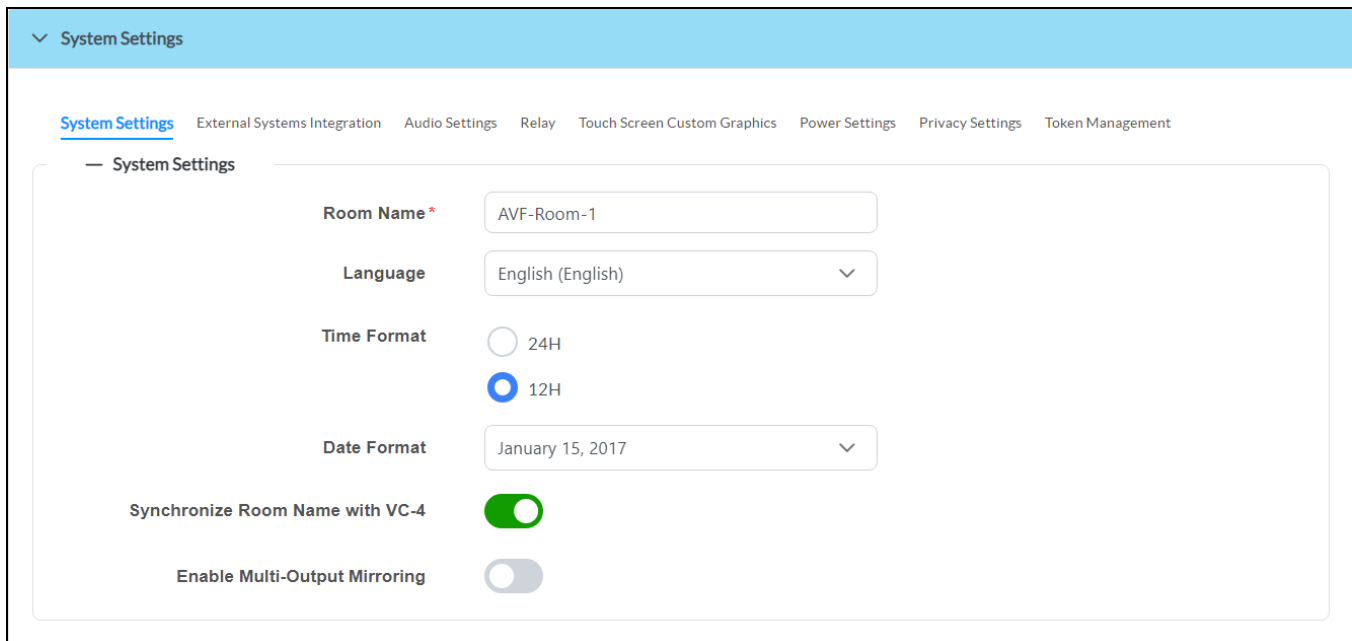 System Settings
System Settings External Systems Integration Audio Settings Relay Touch Screen Custom Graphics Power Settings Privacy Settings Token Management
— System Settings
Room Name* AVF-Room-1
Language English (English)
Time Format 24H
12H
Date Format January 15, 2017
Synchronize Room Name with VC-4
Enable Multi-Output Mirroring